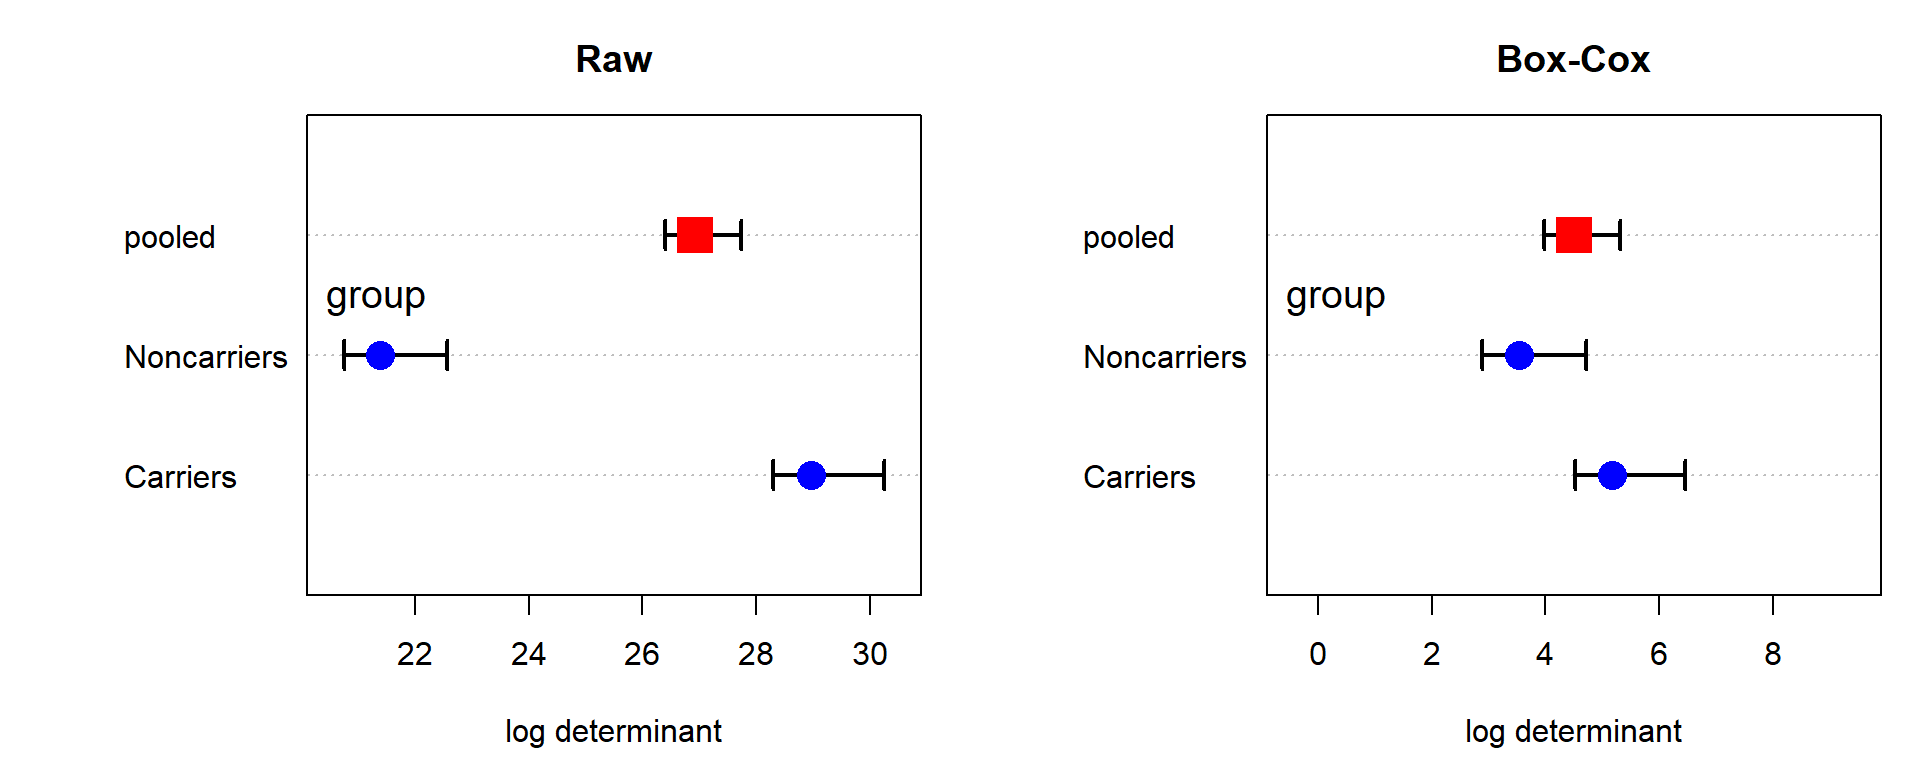 Raw
pooled
group
Noncarriers
Carriers
22 24 26 28 30
log determinant
Box-Cox
pooled
group
Noncarriers
Carriers
0 2 4 6 8
log determinant